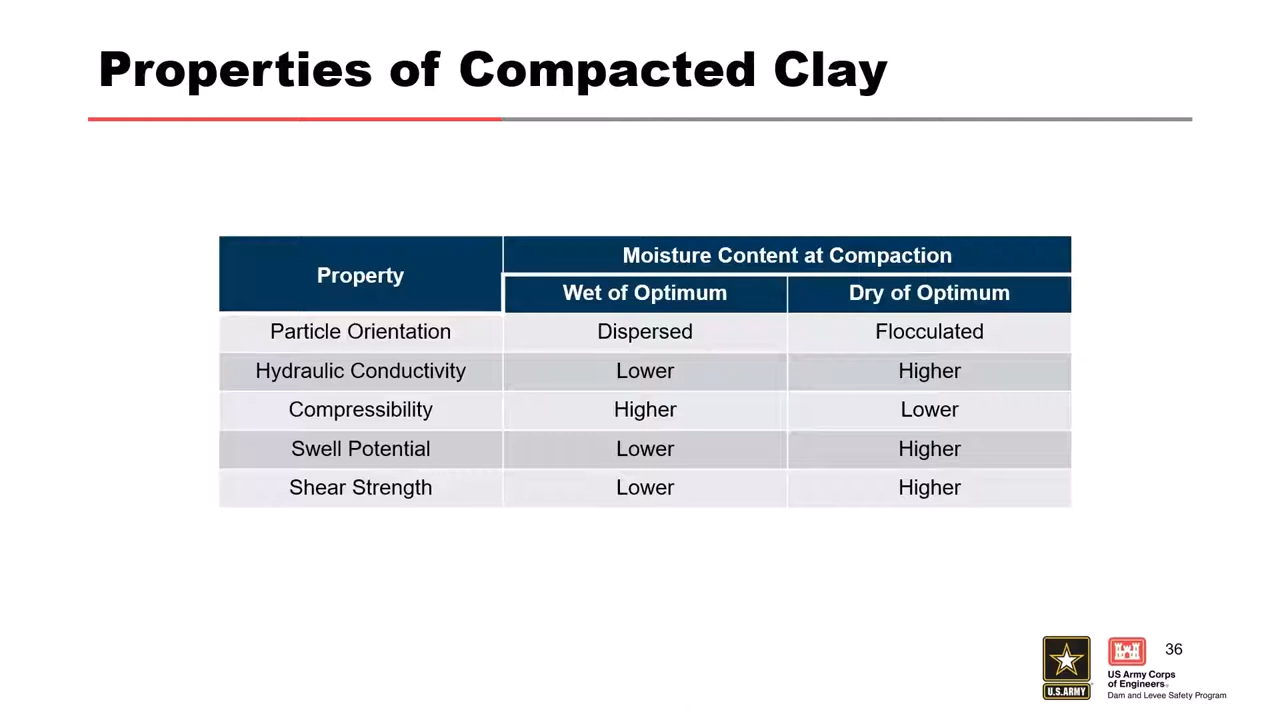 Properties of Compacted Clay
Property
Moisture Content at Compaction
Wet of Optimum Dry of Optimum
Particle Orientation Dispersed Flocculated
Hydraulic Conductivity Lower Higher
Compressibility Higher Lower
Swell Potential Lower Higher
Shear Strength Lower Higher
U.S.ARMY
US Army Corps
of Engineers®
Dam and Levee Safety Program
36